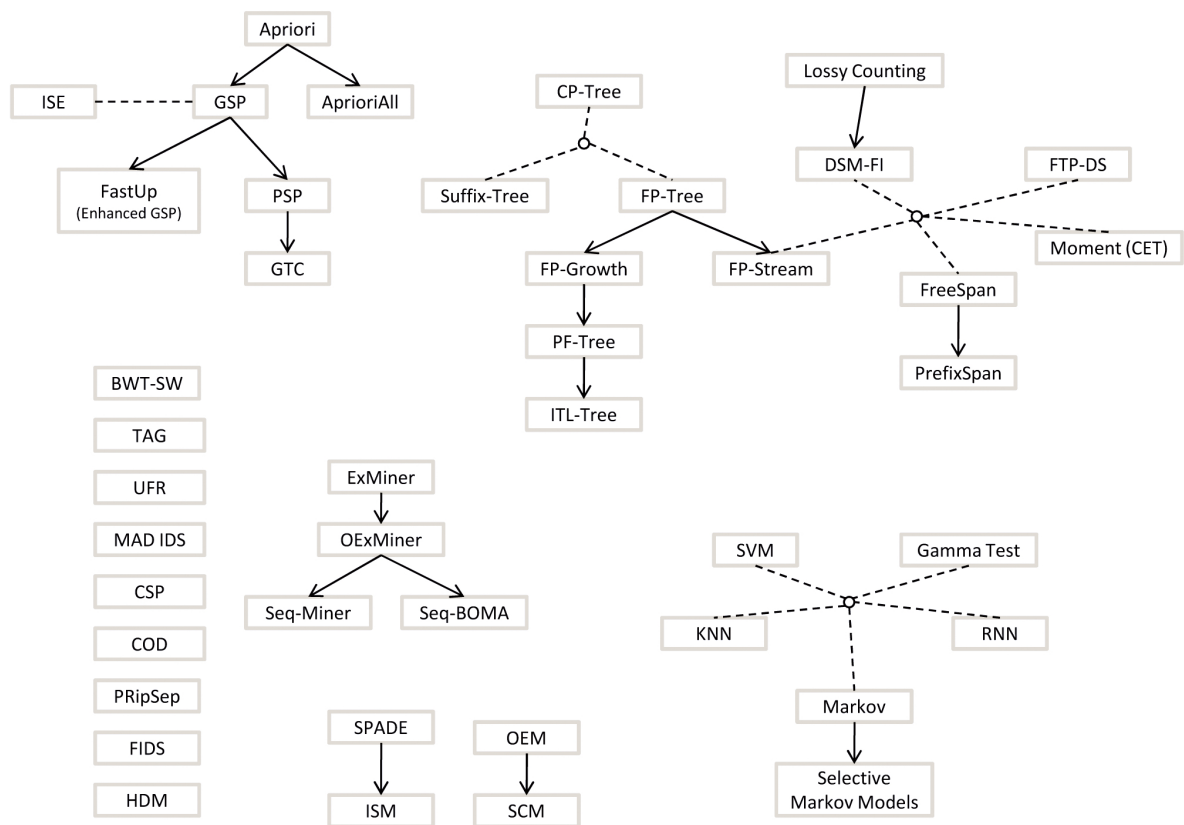 Apriori
ISE
GSP
AprioriAll
FastUp
(Enhanced GSP)
PSP
GTC
CP-Tree
Suffix-Tree
FP-Tree
FP-Growth
FP-Stream
PF-Tree
ITL-Tree
Lossy Counting
DSM-FI
FTP-DS
Moment (CET)
FreeSpan
PrefixSpan
BWT-SW
TAG
UFR
MAD IDS
CSP
COD
PRipSep
FIDS
HDM
ExMiner
OExMiner
Seq-Miner
Seq-BOMA
SPADE
ISM
OEM
SCM
SVM
Gamma Test
KNN
RNN
Markov
Selective
Markov Models